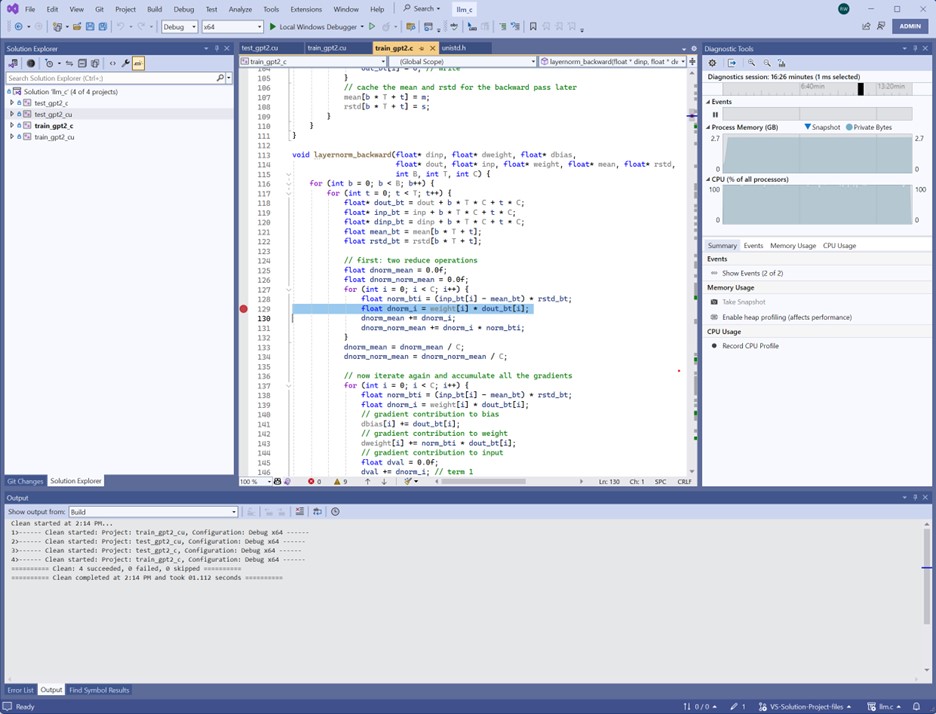 File Edit View Git Project Build Debug Test Analyze Tools Extensions Window Help Search llm_c
Debug x64 Local Windows Debugger ADMIN
Solution Explorer
Search Solution Explorer (Ctrl+;)
Solution 'llm_c' (4 of 4 projects)
test_gpt2_c
test_gpt2_cu
train_gpt2_c
train_gpt2_cu
Git Changes Solution Explorer
test_gpt2.cu train_gpt2.cu train_gpt2.c unistd.h
train_gpt2_c (Global Scope) layernorm_backward(float * dinp, float * dv
105 }
106 // cache the mean and rstd for the backward pass later
107 mean[b * T + t] = m;
108 rstd[b * T + t] = s;
109 }
110 }
111 }
112
113 void layernorm_backward(float* dinp, float* dweight, float* dbias,
114 float* dout, float* inp, float* weight, float* mean, float* rstd,
115 int B, int T, int C) {
116 for (int b = 0; b < B; b++) {
117 for (int t = 0; t < T; t++) {
118 float* dout_bt = dout + b * T * C + t * C;
119 float* inp_bt = inp + b * T * C + t * C;
120 float* dinp_bt = dinp + b * T * C + t * C;
121 float mean_bt = mean[b * T + t];
122 float rstd_bt = rstd[b * T + t];
123
124 // first: two reduce operations
125 float dnorm_mean = 0.0f;
126 float dnorm_norm_mean = 0.0f;
127 for (int i = 0; i < C; i++) {
128 float norm_bti = (inp_bt[i] - mean_bt) * rstd_bt;
129 float dnorm_i = weight[i] * dout_bt[i];
130 dnorm_mean += dnorm_i;
131 dnorm_norm_mean += dnorm_i * norm_bti;
132 }
133 dnorm_mean = dnorm_mean / C;
134 dnorm_norm_mean = dnorm_norm_mean / C;
135
136 // now iterate again and accumulate all the gradients
137 for (int i = 0; i < C; i++) {
138 float norm_bti = (inp_bt[i] - mean_bt) * rstd_bt;
139 float dnorm_i = weight[i] * dout_bt[i];
140 // gradient contribution to bias
141 dbias[i] += dout_bt[i];
142 // gradient contribution to weight
143 dweight[i] += norm_bti * dout_bt[i];
144 // gradient contribution to input
145 float dval = 0.0f;
146 dval += dnorm_i; // term 1
100 % 0 9 Ln: 130 Ch: 1 SPC CRLF
Diagnostic Tools
Diagnostics session: 16:26 minutes (1 ms selected)
6:40min 13:20min
Events
Process Memory (GB) Snapshot Private Bytes
2.7 2.7
0 0
CPU (% of all processors)
100 100
0 0
Summary Events Memory Usage CPU Usage
Events
Show Events (2 of 2)
Memory Usage
Take Snapshot
Enable heap profiling (affects performance)
CPU Usage
Record CPU Profile
Output
Show output from: Build
Clean started at 2:14 PM...
1>------ Clean started: Project: train_gpt2_cu, Configuration: Debug x64 ------
2>------ Clean started: Project: test_gpt2_cu, Configuration: Debug x64 ------
3>------ Clean started: Project: test_gpt2_c, Configuration: Debug x64 ------
4>------ Clean started: Project: train_gpt2_c, Configuration: Debug x64 ------
========== Clean: 4 succeeded, 0 failed, 0 skipped ==========
========== Clean completed at 2:14 PM and took 01.112 seconds ==========
Error List Output Find Symbol Results
Ready 0 / 0 1 VS-Solution-Project-files llm.c